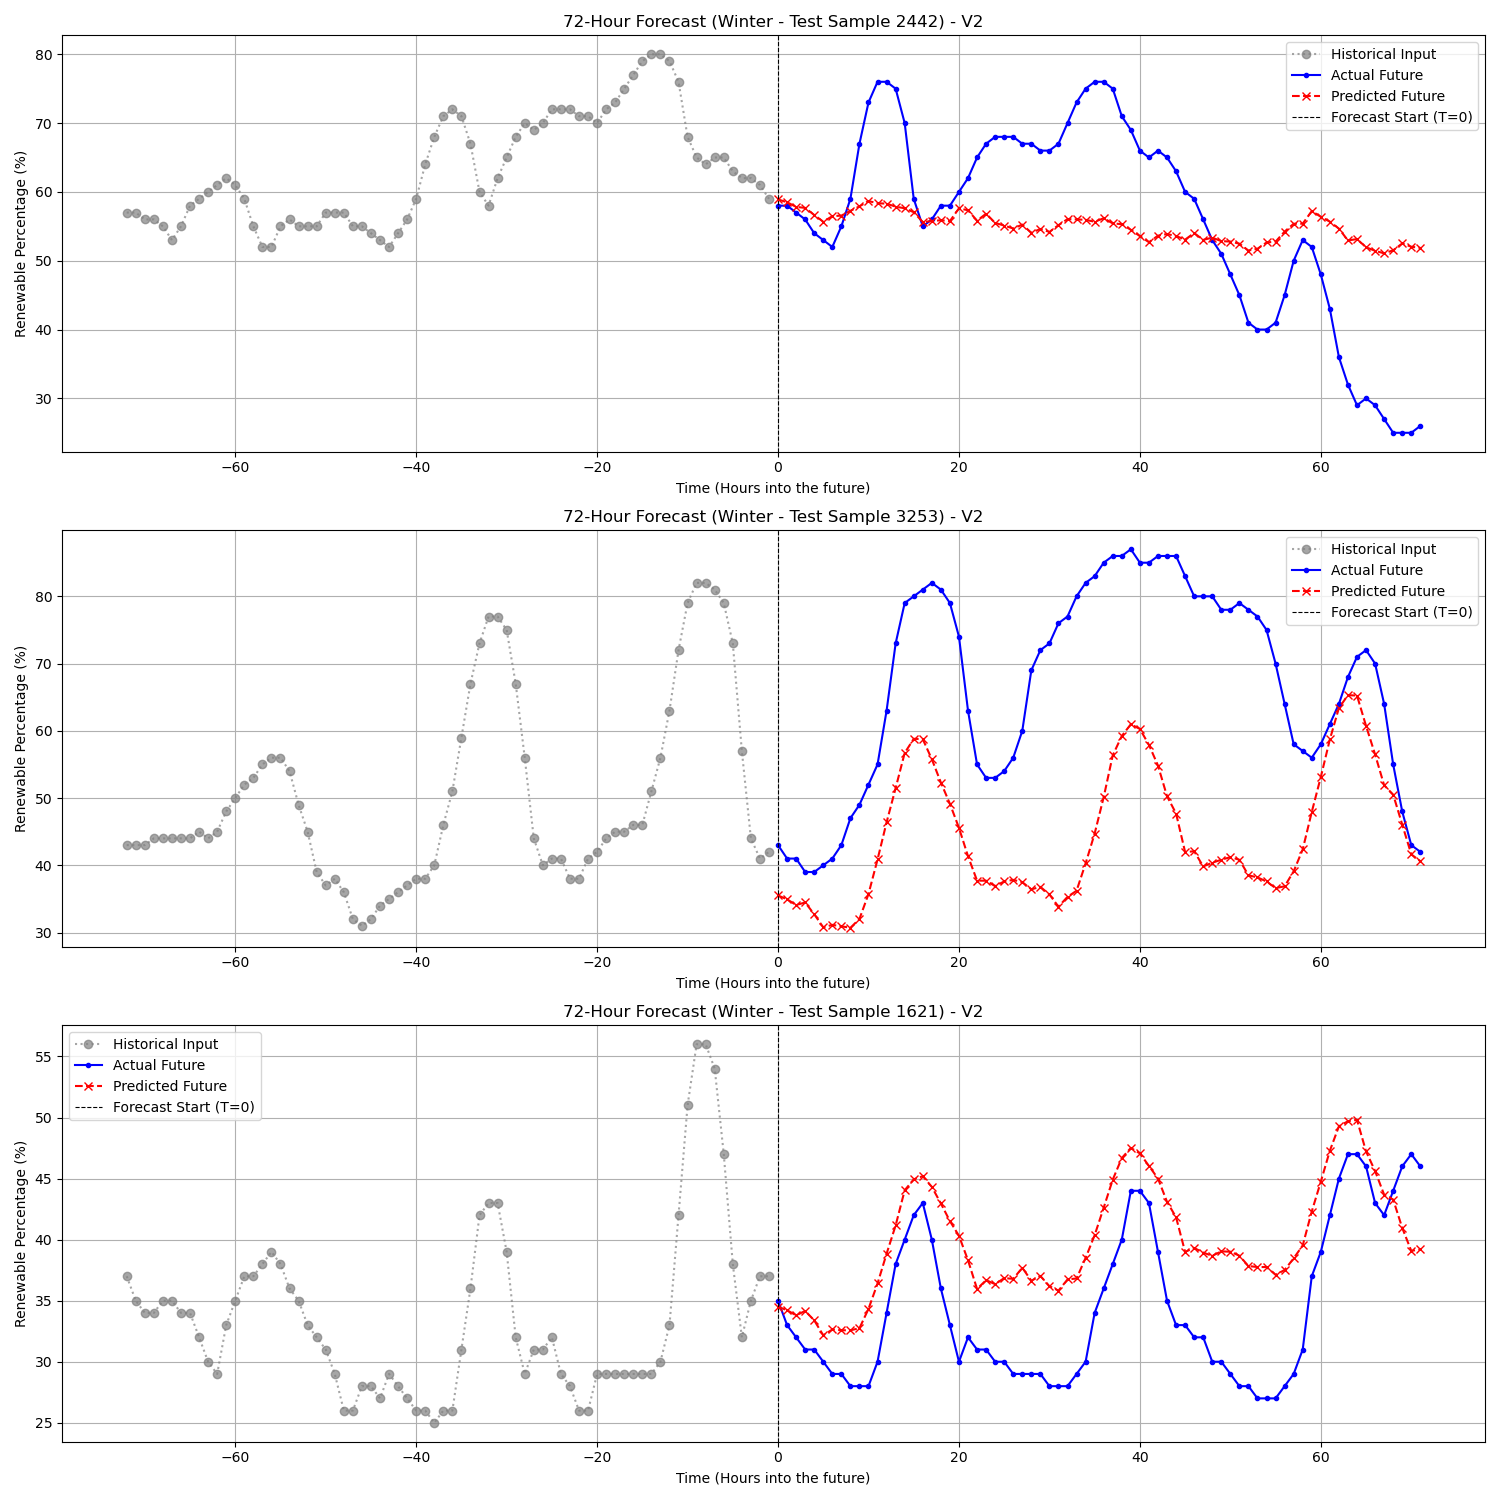 72-Hour Forecast (Winter - Test Sample 2442) - V2
Historical Input
Actual Future
Predicted Future
Forecast Start (T=0)
Renewable Percentage (%)
80
70
60
50
40
30
−60 −40 −20 0 20 40 60
Time (Hours into the future)
72-Hour Forecast (Winter - Test Sample 3253) - V2
Historical Input
Actual Future
Predicted Future
Forecast Start (T=0)
Renewable Percentage (%)
80
70
60
50
40
30
−60 −40 −20 0 20 40 60
Time (Hours into the future)
72-Hour Forecast (Winter - Test Sample 1621) - V2
Historical Input
Actual Future
Predicted Future
Forecast Start (T=0)
Renewable Percentage (%)
55
50
45
40
35
30
25
−60 −40 −20 0 20 40 60
Time (Hours into the future)